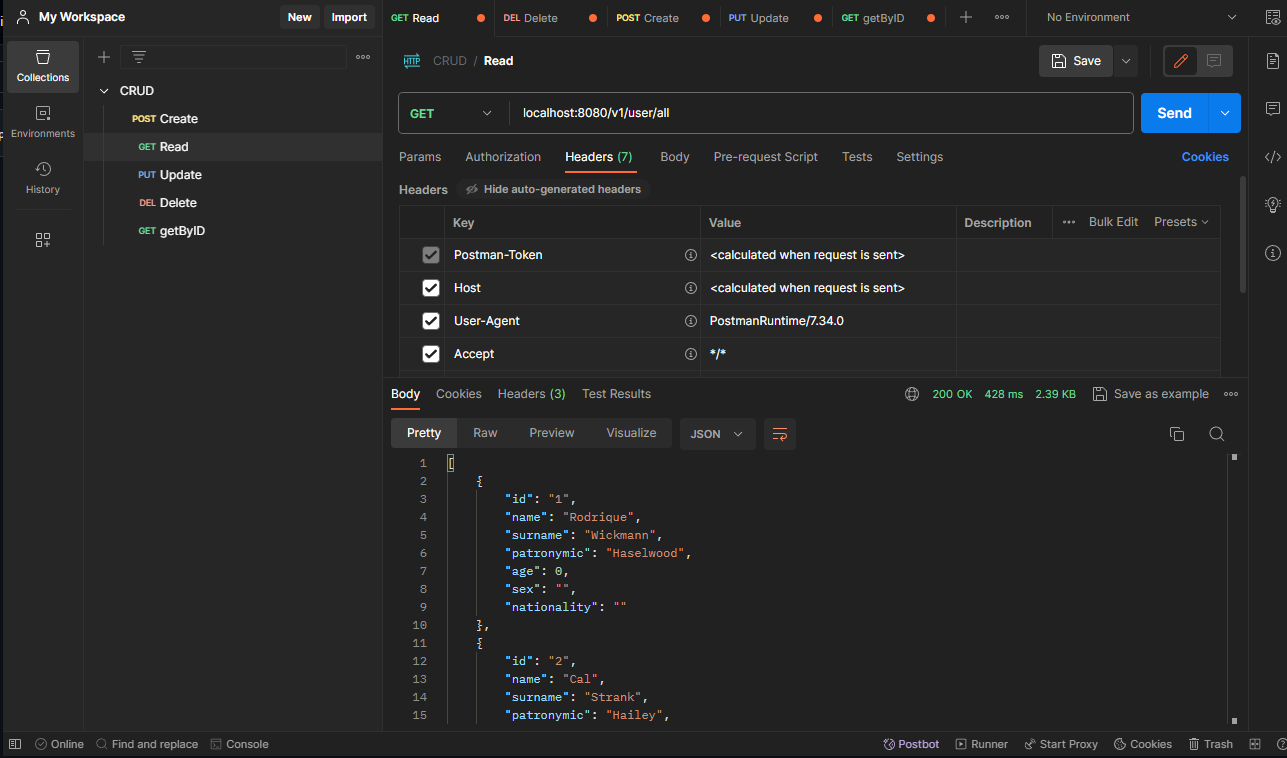 My Workspace New Import GET Read DEL Delete POST Create PUT Update GET getByID No Environment
Collections
Environments
History
CRUD
POST Create
GET Read
PUT Update
DEL Delete
GET getByID
HTTP CRUD / Read Save
GET localhost:8080/v1/user/all Send
Params Authorization Headers (7) Body Pre-request Script Tests Settings Cookies
Headers Hide auto-generated headers
Key Value Description Bulk Edit Presets
Postman-Token <calculated when request is sent>
Host <calculated when request is sent>
User-Agent PostmanRuntime/7.34.0
Accept */*
Body Cookies Headers (3) Test Results 200 OK 428 ms 2.39 KB Save as example
Pretty Raw Preview Visualize JSON
1 [
2 {
3 "id": "1",
4 "name": "Rodrique",
5 "surname": "Wickmann",
6 "patronymic": "Haselwood",
7 "age": 0,
8 "sex": "",
9 "nationality": ""
10 },
11 {
12 "id": "2",
13 "name": "Cal",
14 "surname": "Strank",
15 "patronymic": "Hailey",
Online Find and replace Console Postbot Runner Start Proxy Cookies Trash